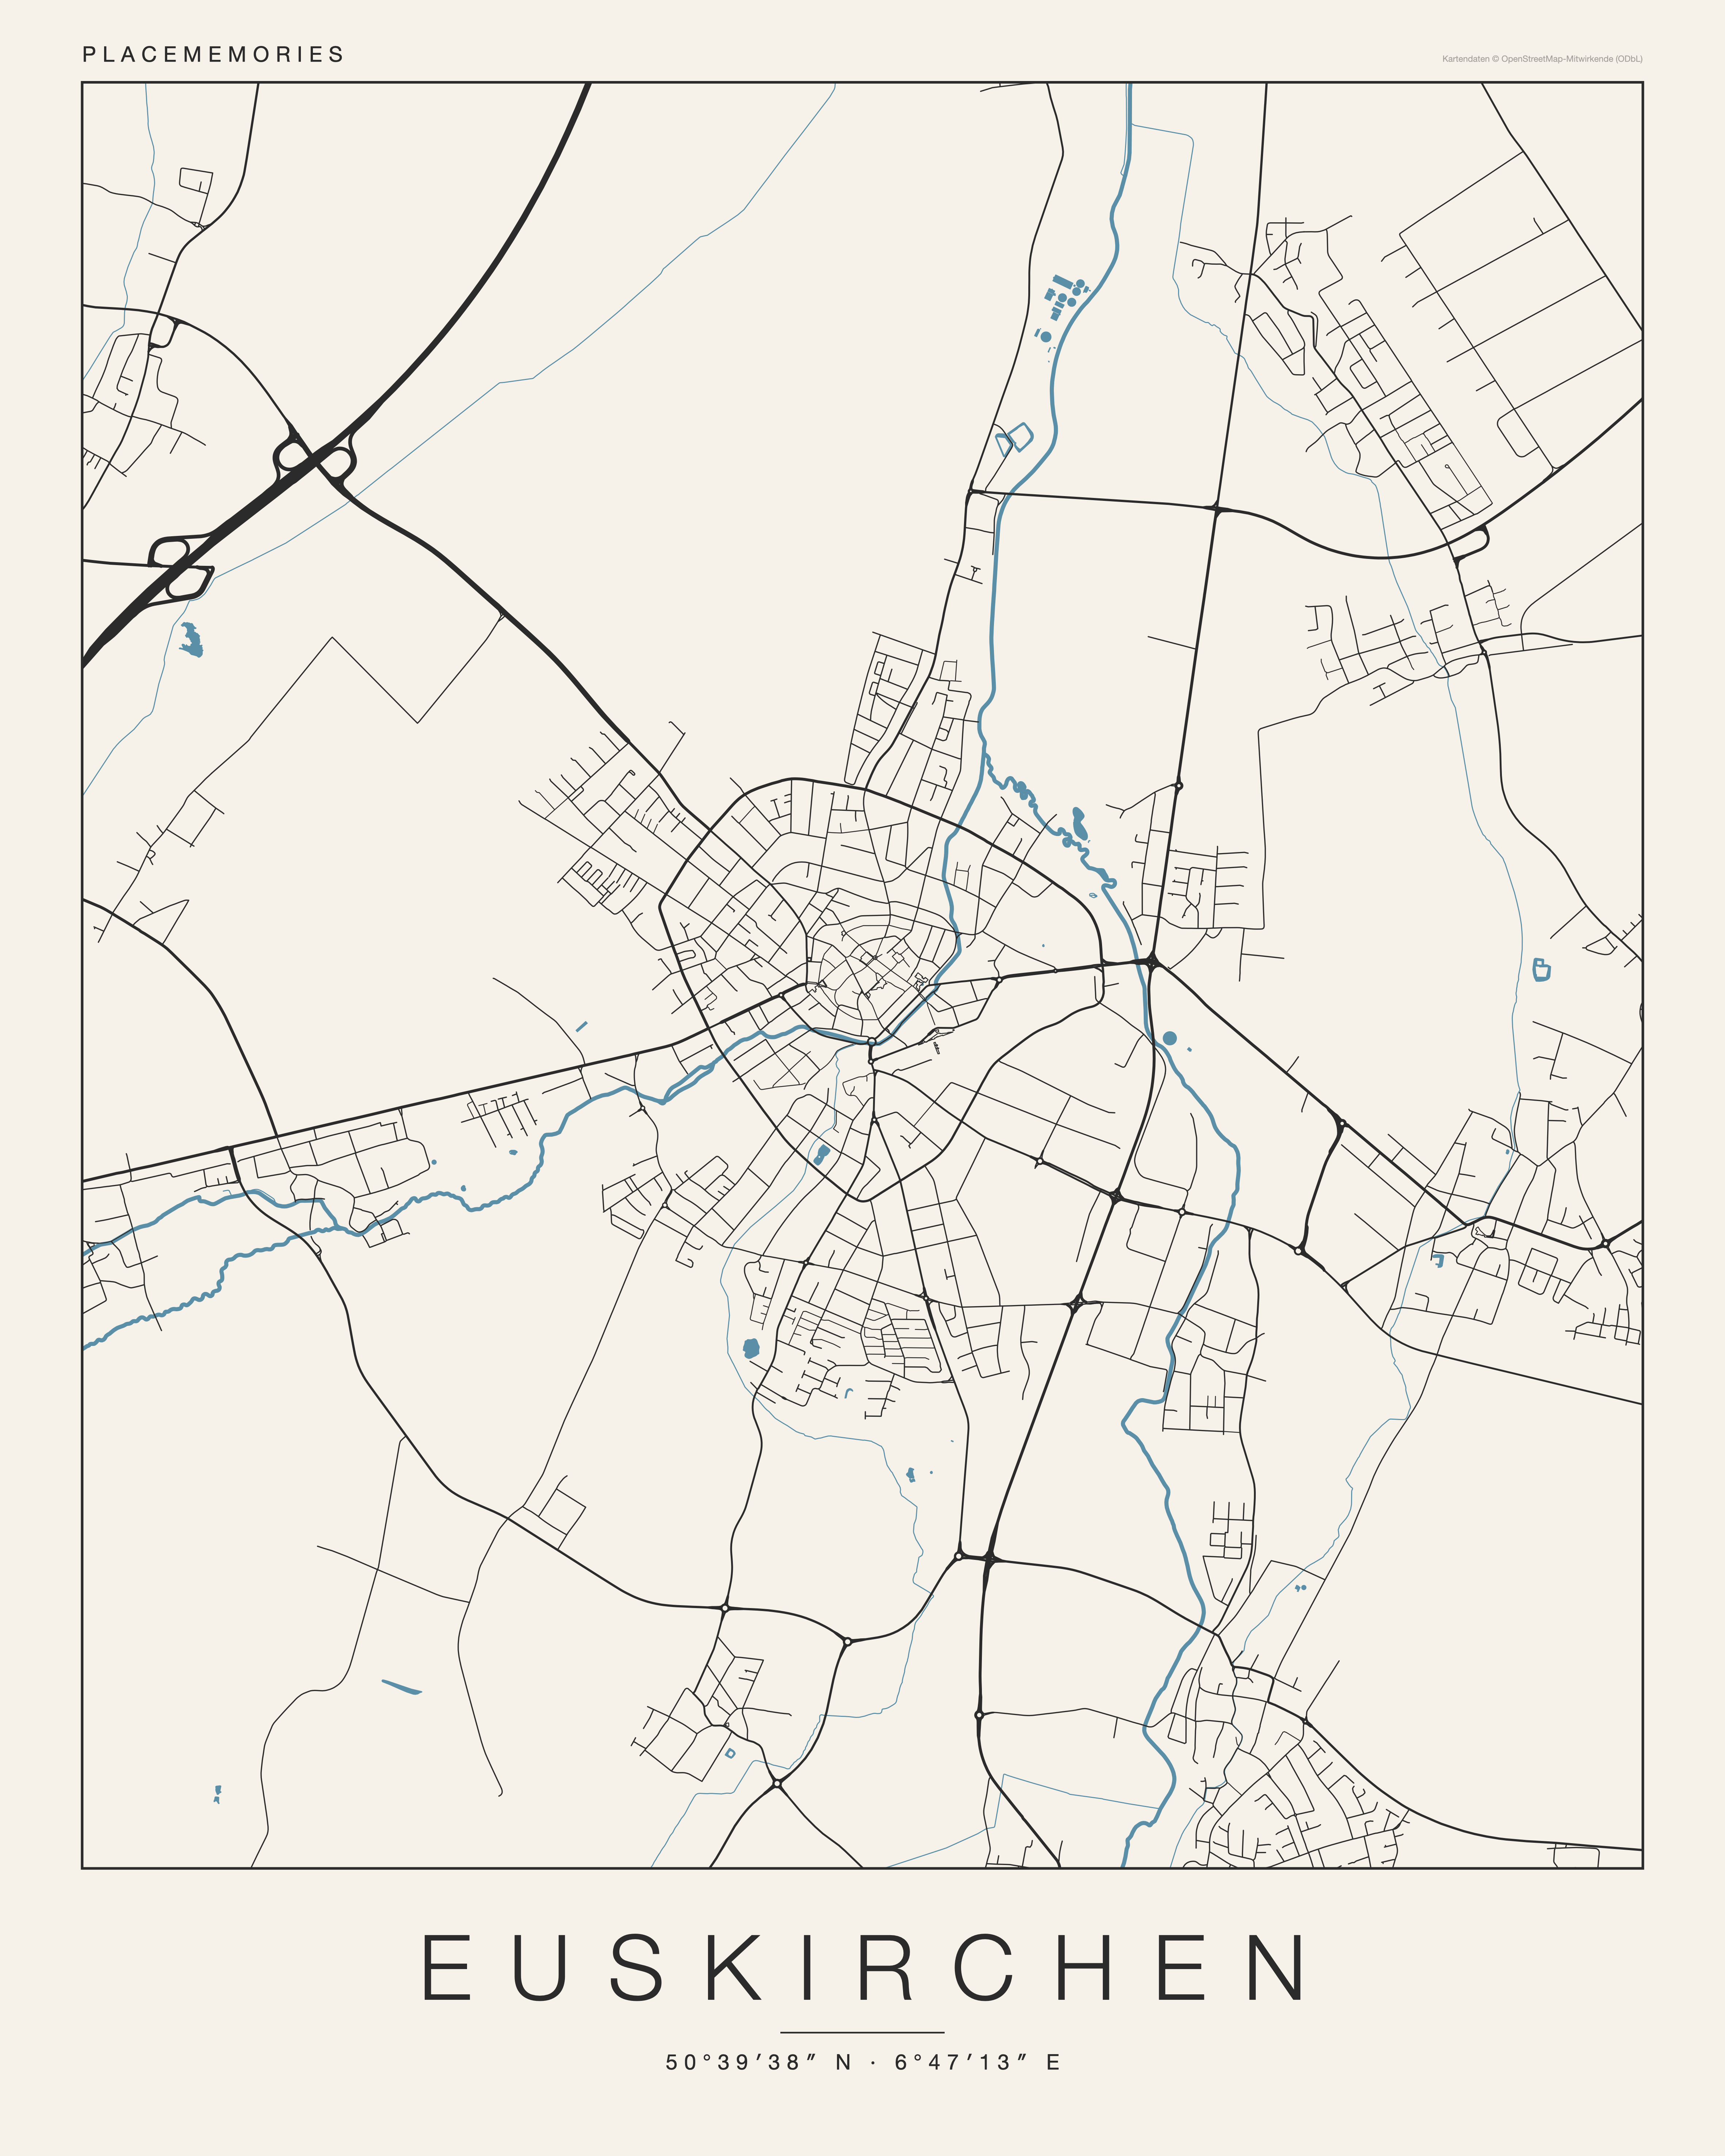 PLACEMEMORIES
Kartendaten © OpenStreetMap-Mitwirkende (ODbL)
EUSKIRCHEN
50°39′38″ N · 6°47′13″ E